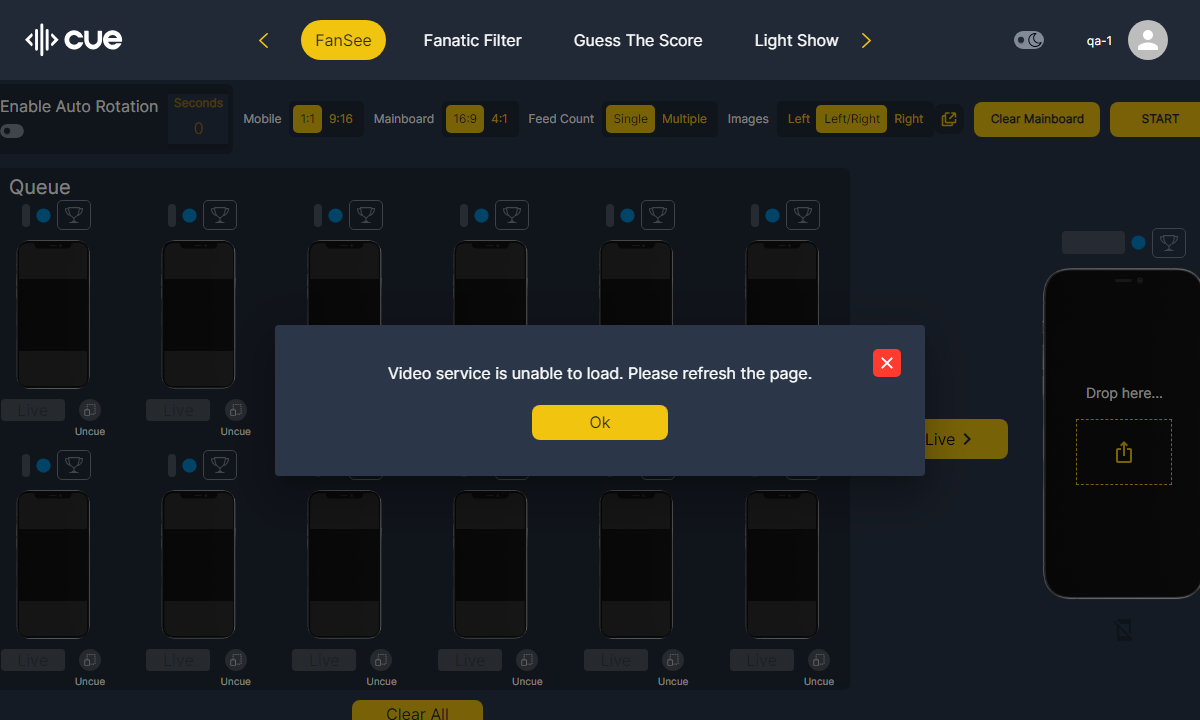 CUE
FanSee
Fanatic Filter
Guess The Score
Light Show
qa-1
Enable Auto Rotation
Seconds
0
Mobile
1:1
9:16
Mainboard
16:9
4:1
Feed Count
Single
Multiple
Images
Left
Left/Right
Right
Clear Mainboard
START
Queue
Video service is unable to load. Please refresh the page.
Ok
Drop here...
Live
Live
Live
Uncue
Uncue
Live
Live
Live
Live
Live
Live
Uncue
Uncue
Uncue
Uncue
Uncue
Uncue
Clear All